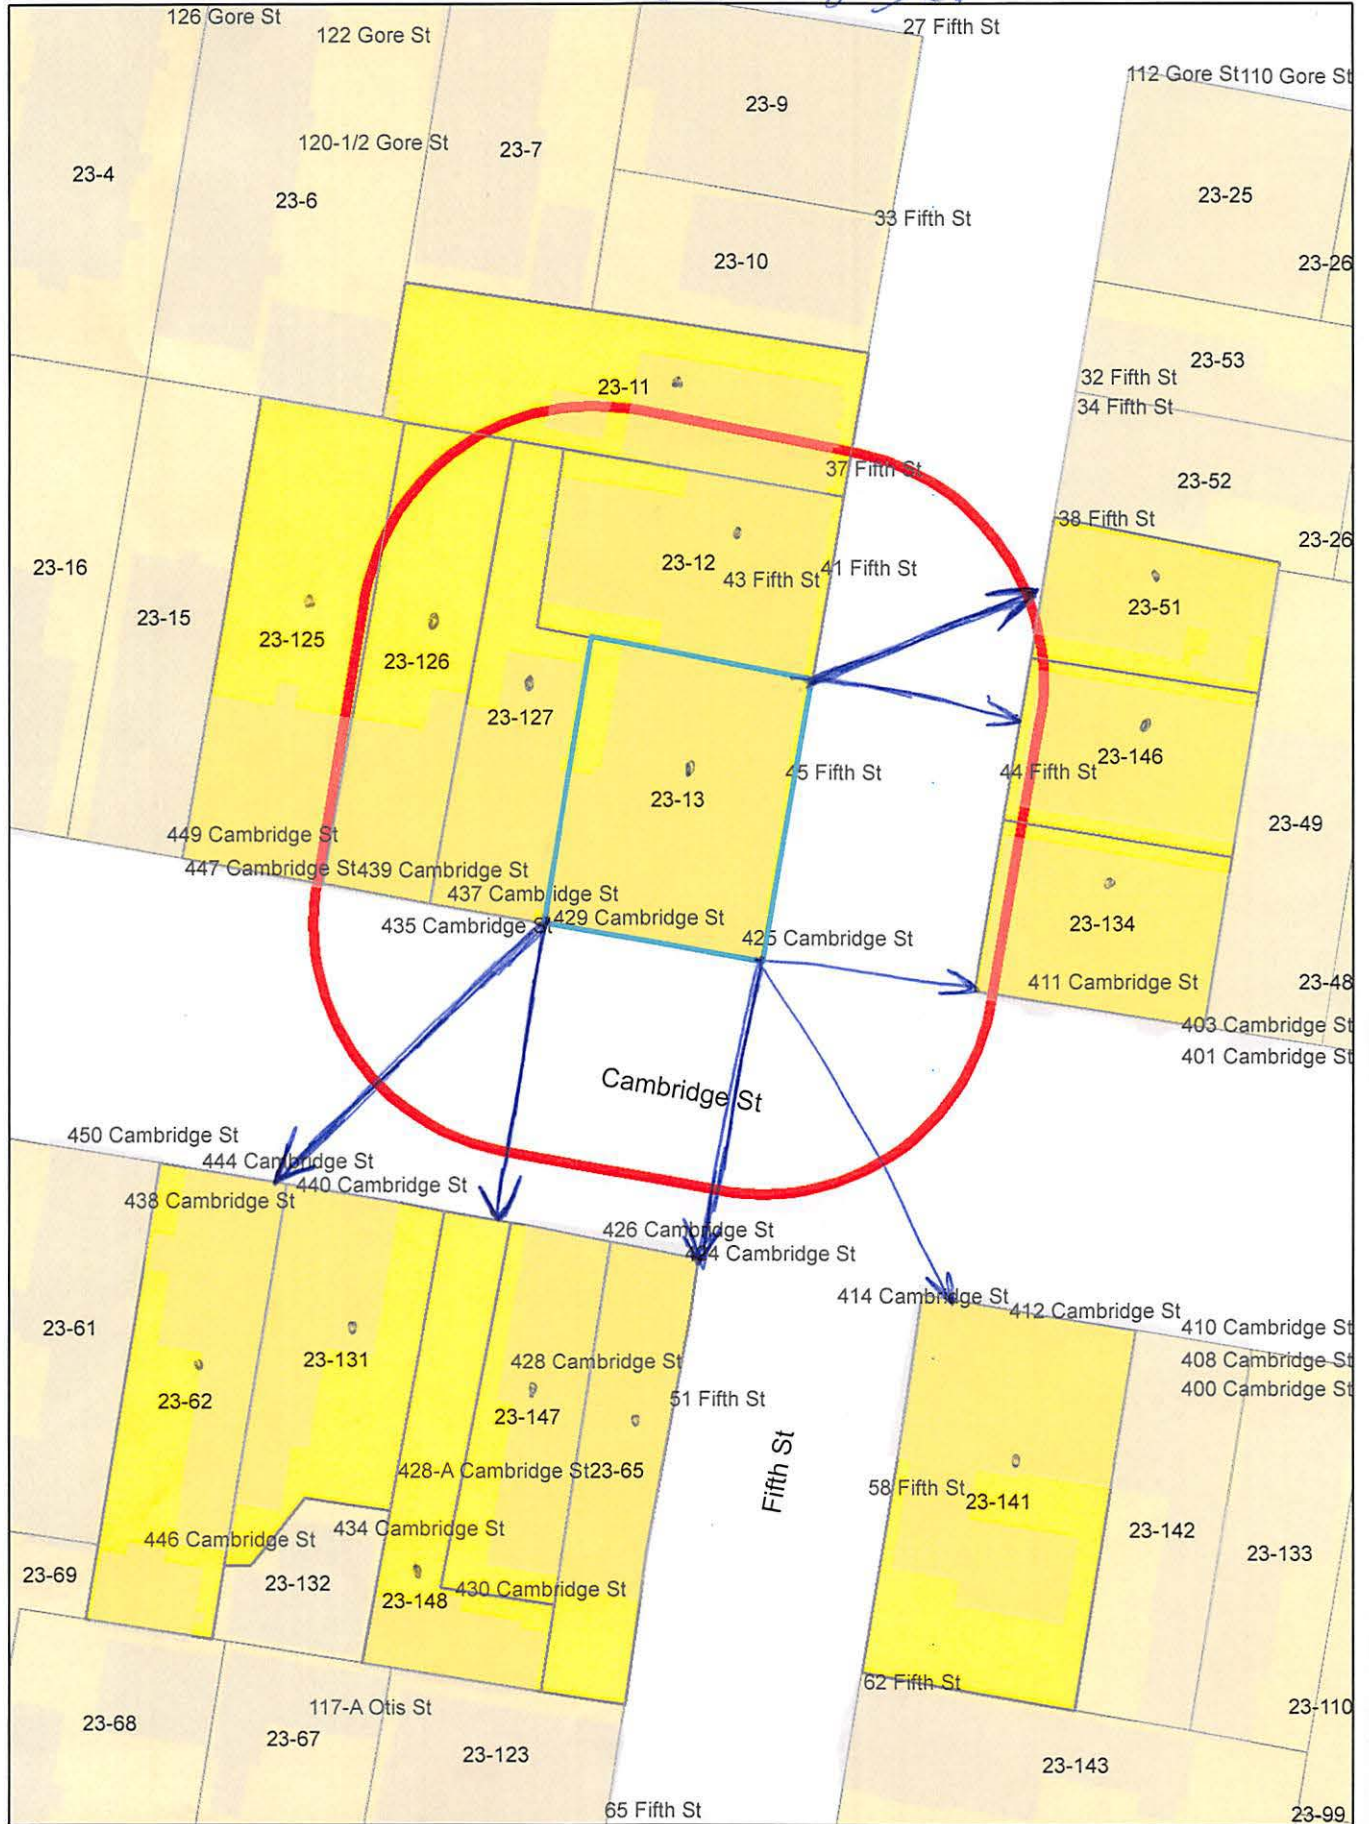 126 Gore St
27 Fifth St
122 Gore St
112 Gore St 110 Gore St
23-9
120-1/2 Gore St
23-7
23-4
23-6
23-25
33 Fifth St
23-10
23-26
23-53
32 Fifth St
23-11
34 Fifth St
37 Fifth St
23-52
38 Fifth St
23-26
23-12
41 Fifth St
43 Fifth St
23-16
23-51
23-15
23-125
23-126
23-127
23-146
45 Fifth St
44 Fifth St
23-13
23-49
449 Cambridge St
447 Cambridge St 439 Cambridge St
437 Cambridge St
429 Cambridge St
435 Cambridge St
23-134
425 Cambridge St
411 Cambridge St
23-48
403 Cambridge St
401 Cambridge St
Cambridge St
450 Cambridge St
444 Cambridge St
440 Cambridge St
438 Cambridge St
426 Cambridge St
424 Cambridge St
414 Cambridge St
412 Cambridge St
410 Cambridge St
23-61
408 Cambridge St
23-131
428 Cambridge St
400 Cambridge St
23-62
51 Fifth St
23-147
428-A Cambridge St 23-65
Fifth St
58 Fifth St
23-141
434 Cambridge St
23-142
446 Cambridge St
23-133
23-69
23-132
430 Cambridge St
23-148
62 Fifth St
117-A Otis St
23-110
23-68
23-67
23-123
23-143
65 Fifth St
23-99